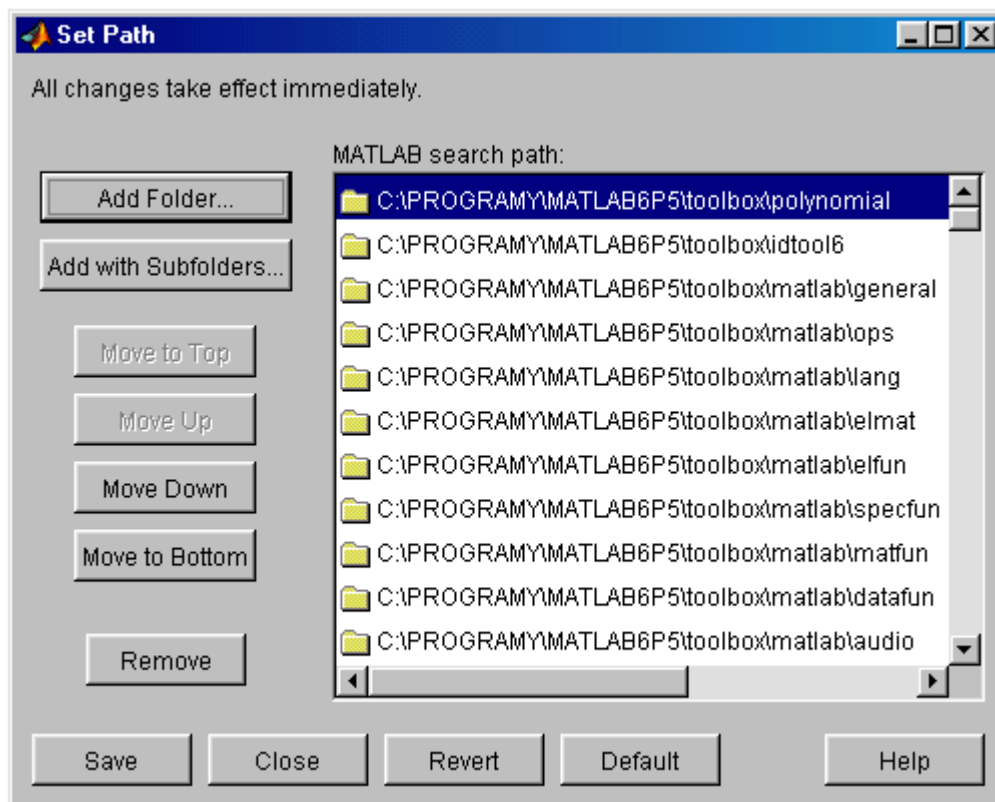 Set Path
All changes take effect immediately.
MATLAB search path:
Add Folder...
Add with Subfolders...
Move to Top
Move Up
Move Down
Move to Bottom
Remove
C:\PROGRAMY\MATLAB6P5\toolbox\polynomial
C:\PROGRAMY\MATLAB6P5\toolbox\idtool6
C:\PROGRAMY\MATLAB6P5\toolbox\matlab\general
C:\PROGRAMY\MATLAB6P5\toolbox\matlab\ops
C:\PROGRAMY\MATLAB6P5\toolbox\matlab\lang
C:\PROGRAMY\MATLAB6P5\toolbox\matlab\elmat
C:\PROGRAMY\MATLAB6P5\toolbox\matlab\elfun
C:\PROGRAMY\MATLAB6P5\toolbox\matlab\specfun
C:\PROGRAMY\MATLAB6P5\toolbox\matlab\matfun
C:\PROGRAMY\MATLAB6P5\toolbox\matlab\datafun
C:\PROGRAMY\MATLAB6P5\toolbox\matlab\audio
Save
Close
Revert
Default
Help